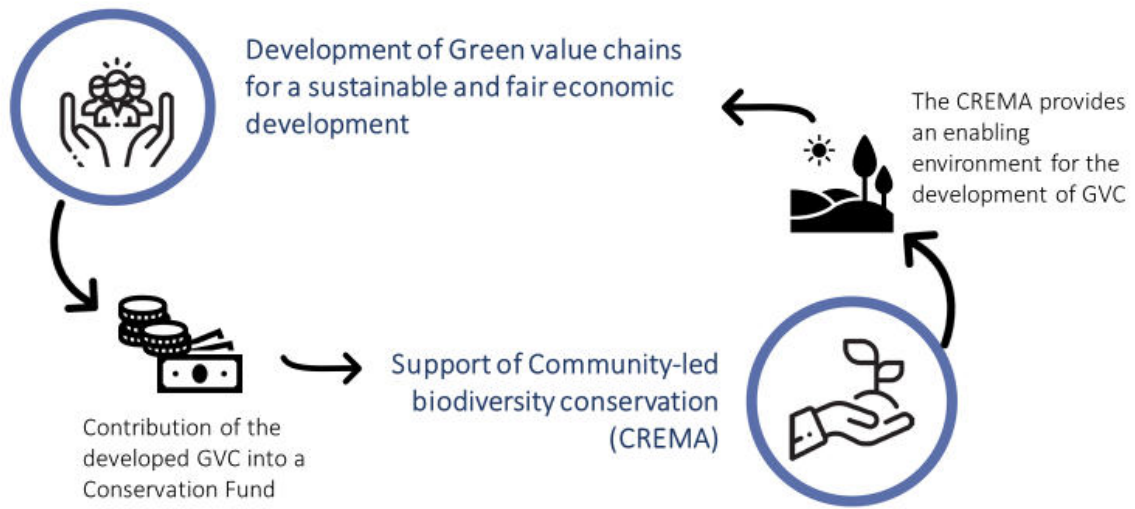 Development of Green value chains
for a sustainable and fair economic
development
The CREMA provides
an enabling
environment for the
development of GVC
Support of Community-led
biodiversity conservation
(CREMA)
Contribution of the
developed GVC into a
Conservation Fund